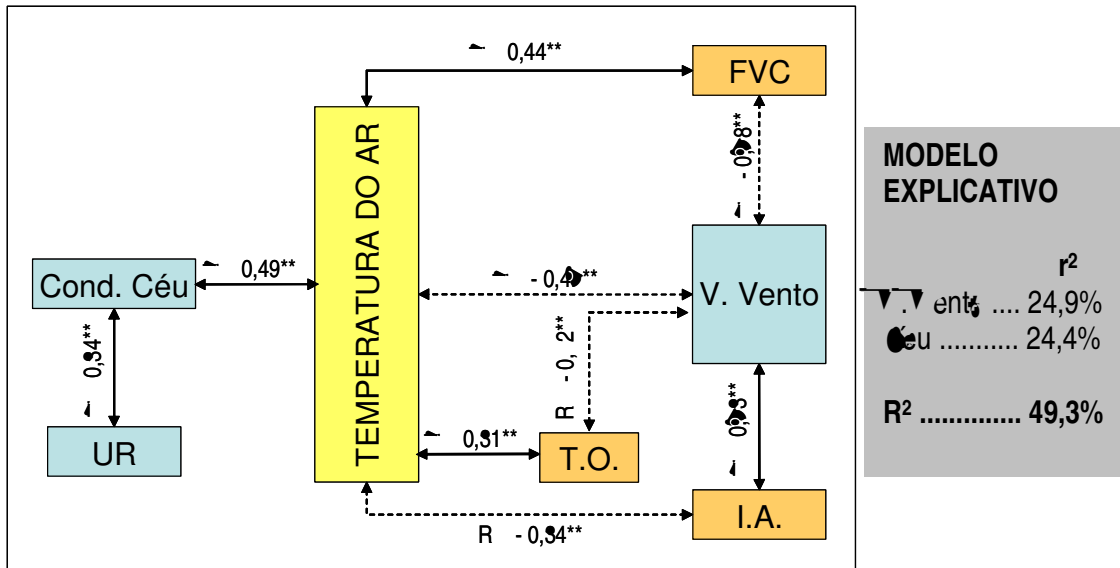 0,44**
FVC
TEMPERATURA DO AR
MODELO
EXPLICATIVO
r²
24,9%
.......... 24,4%
R² .............. 49,3%
Cond. Céu
0,49**
V. Vento
0,34**
UR
0,31**
T.O.
R - 0,34**
I.A.